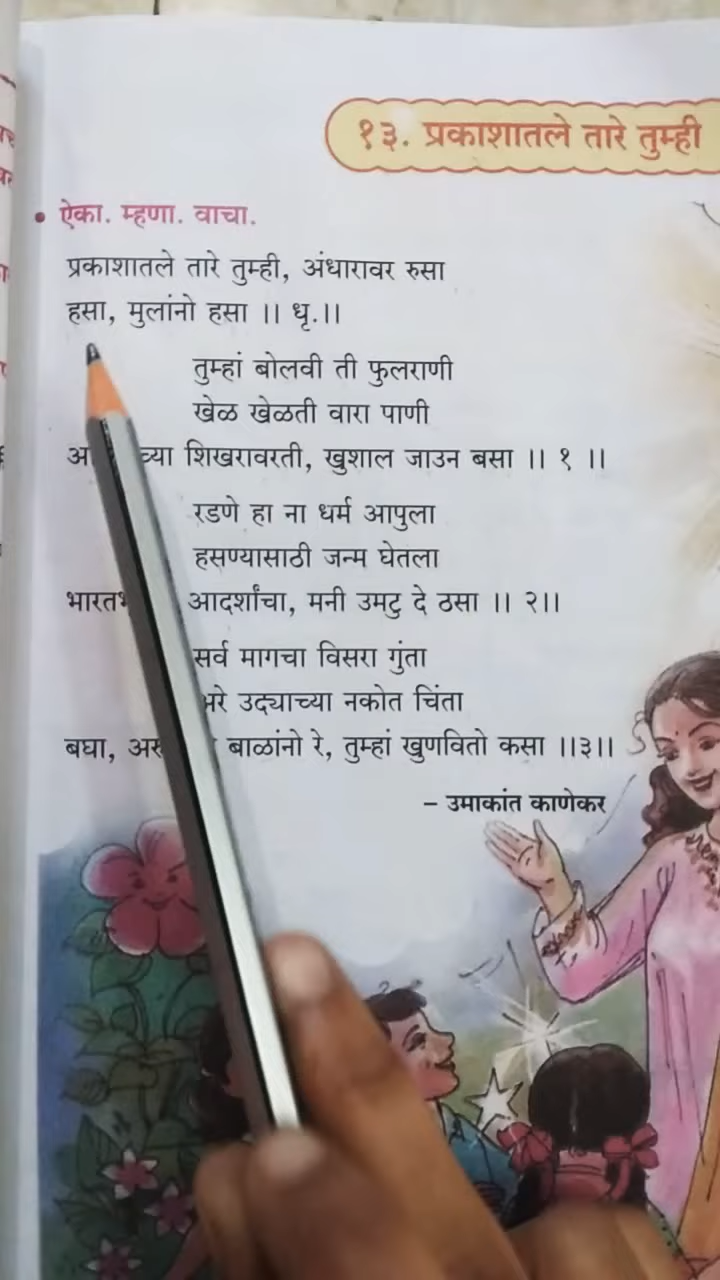 १३. प्रकाशातले तारे तुम्ही
• ऐका. म्हणा. वाचा.
प्रकाशातले तारे तुम्ही, अंधारावर रुसा
हसा, मुलांनो हसा ।। धृ.।।
तुम्हां बोलवी ती फुलराणी
खेळ खेळती वारा पाणी
शिखरावरती, खुशाल जाउन बसा ।। १ ।।
रडणे हा ना धर्म आपुला
हसण्यासाठी जन्म घेतला
आदर्शांचा, मनी उमटु दे ठसा ।। २।।
सर्व मागचा विसरा गुंता
उद्याच्या नकोत चिंता
बघा, बाळांनो रे, तुम्हां खुणवितो कसा ।।३।।
– उमाकांत काणेकर